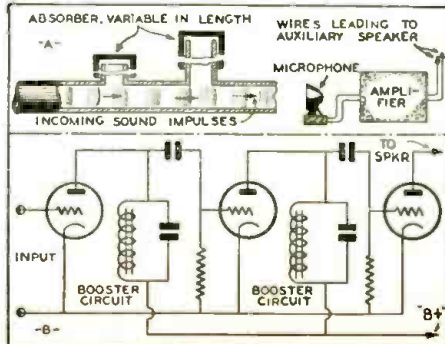 ABSORBER, VARIABLE IN LENGTH
WIRES LEADING TO
AUXILIARY SPEAKER
-A-
MICROPHONE
AMPLI-
FIER
INCOMING SOUND IMPULSES
TO
SPKR
INPUT
BOOSTER
CIRCUIT
BOOSTER
CIRCUIT
"B+"
-B-